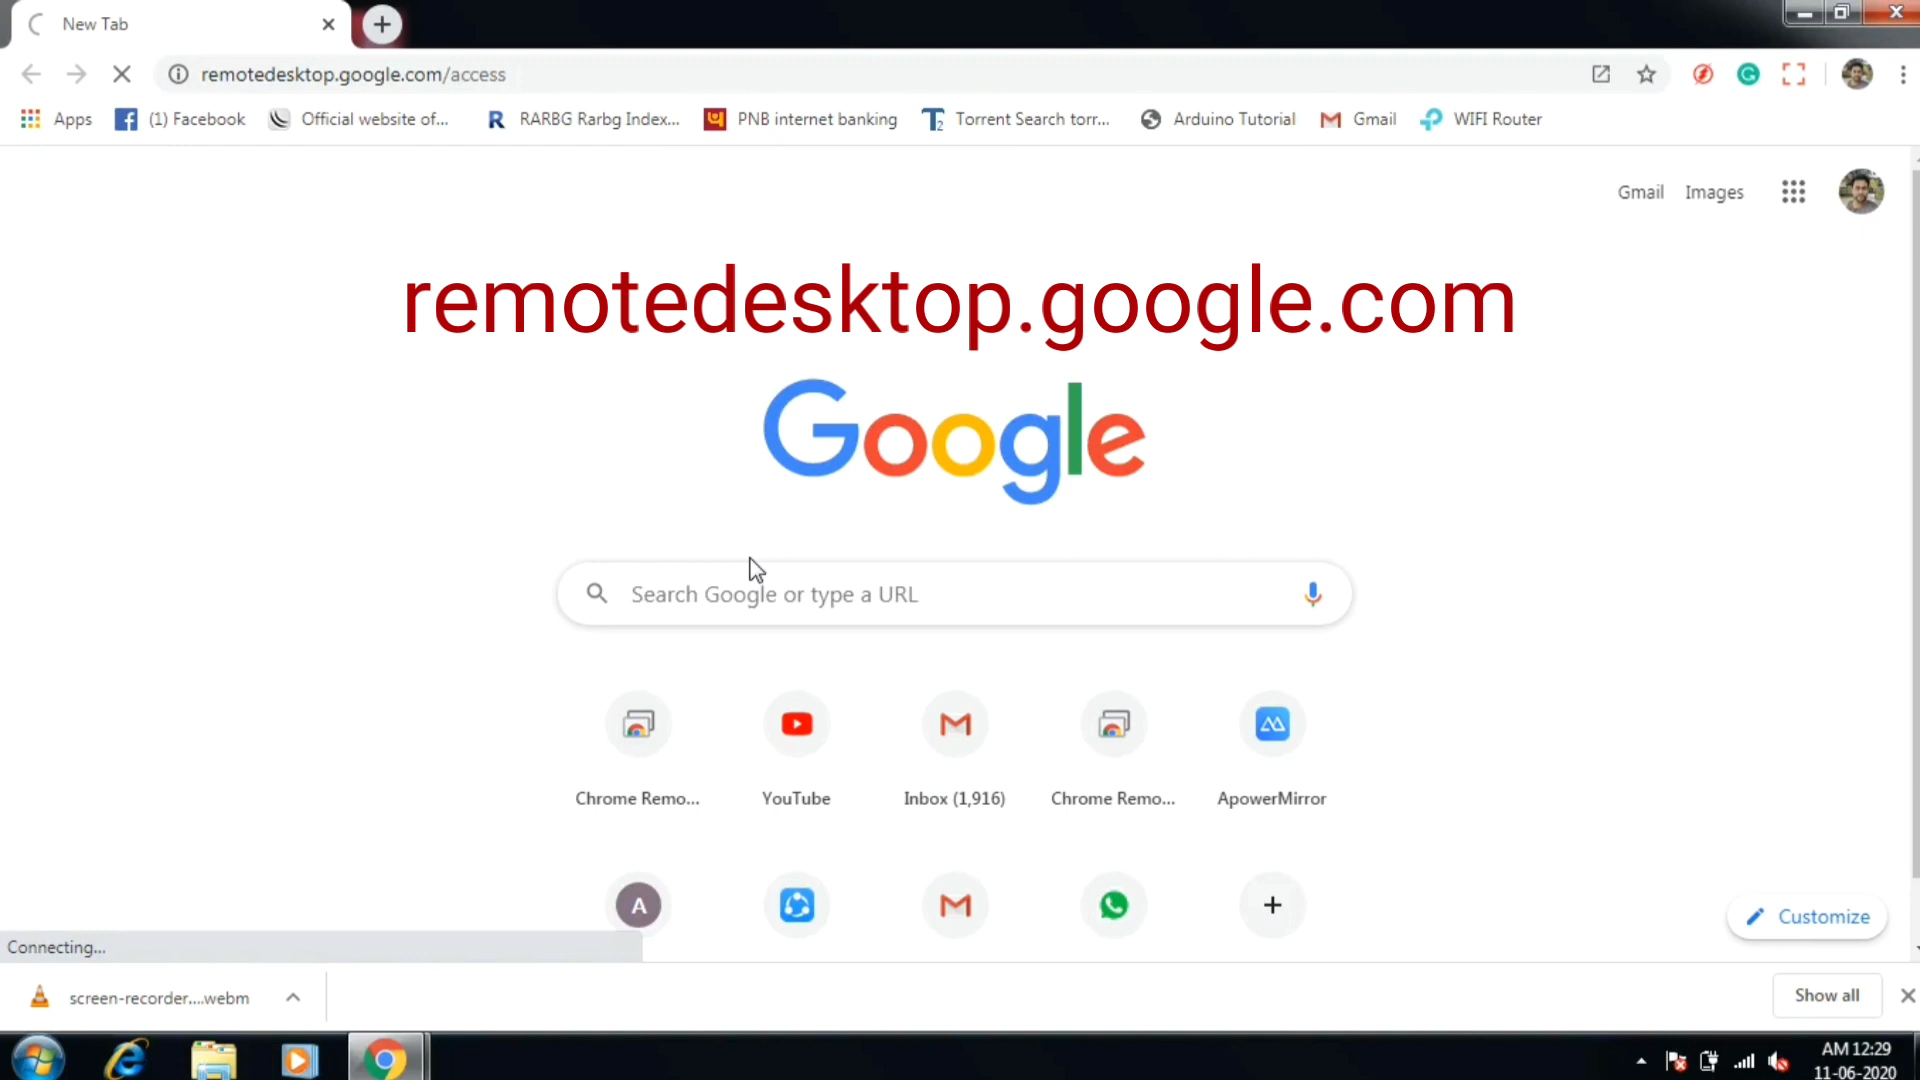 New Tab
remotedesktop.google.com/access
Apps (1) Facebook Official website of... RARBG Rarbg Index... PNB internet banking Torrent Search torr... Arduino Tutorial Gmail WIFI Router
Gmail Images
remotedesktop.google.com
Google
Search Google or type a URL
Chrome Remo... YouTube Inbox (1,916) Chrome Remo... ApowerMirror
A
Customize
Connecting...
screen-recorder....webm
Show all
AM 12:29
11-06-2020